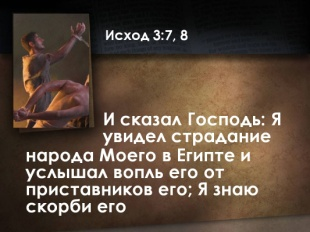 Исход 3:7, 8
И сказал Господь: Я
увидел страдание
народа Моего в Египте и
услышал вопль его от
приставников его; Я знаю
скорби его